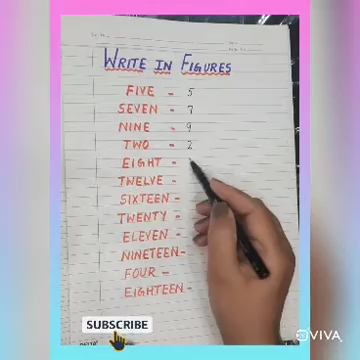 WRITE IN FIGURES
FIVE - 5
SEVEN - 7
NINE - 9
TWO - 2
EIGHT -
TWELVE -
SIXTEEN -
TWENTY -
ELEVEN -
NINETEEN -
FOUR -
EIGHTEEN -
SUBSCRIBE
VIVA